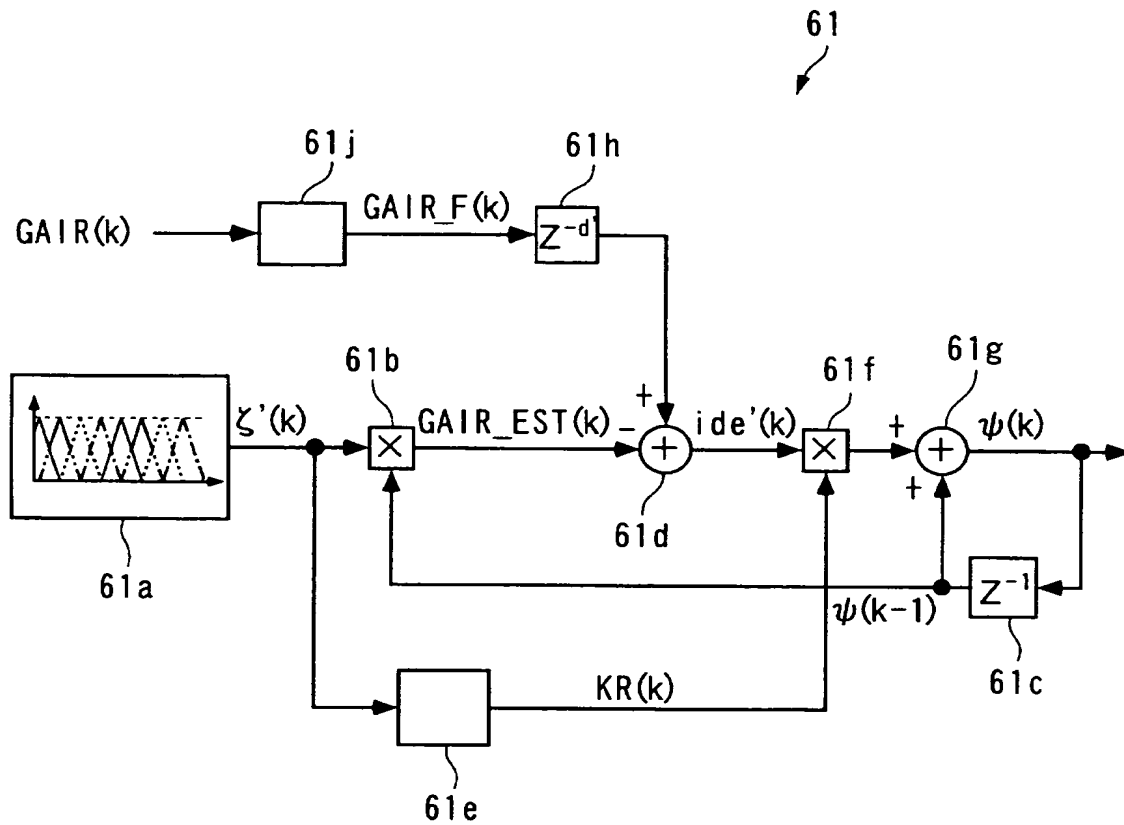 61
61j
61h
GAIR(k)
GAIR_F(k)
Z^-d'
61b
61f
61g
ζ'(k)
×
GAIR_EST(k)
+
−
+
ide'(k)
×
+
+
+
ψ(k)
61a
61d
ψ(k-1)
Z^-1
61c
KR(k)
61e